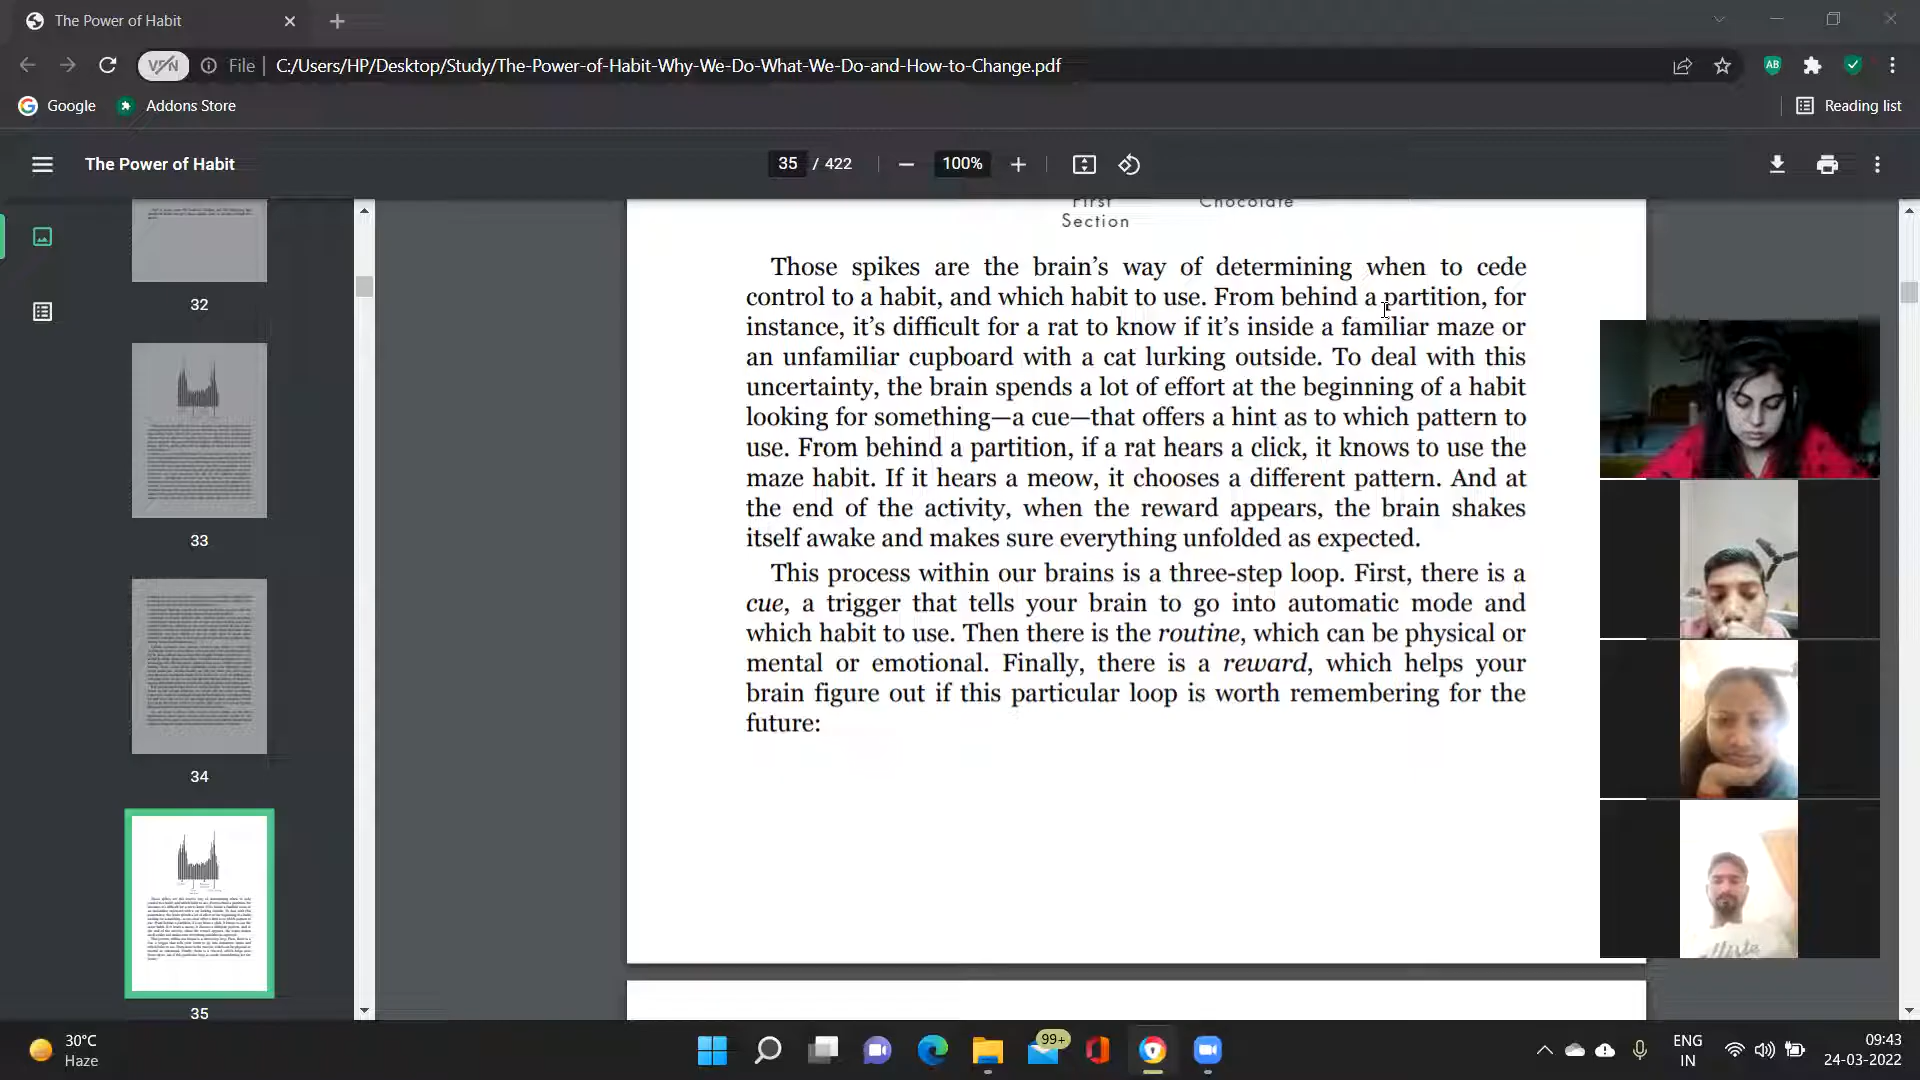 The Power of Habit
VPN
File
C:/Users/HP/Desktop/Study/The-Power-of-Habit-Why-We-Do-What-We-Do-and-How-to-Change.pdf
AB
Google
Addons Store
Reading list
The Power of Habit
35 / 422
100%
First
Section
Chocolate
Those spikes are the brain’s way of determining when to cede
control to a habit, and which habit to use. From behind a partition, for
instance, it’s difficult for a rat to know if it’s inside a familiar maze or
an unfamiliar cupboard with a cat lurking outside. To deal with this
uncertainty, the brain spends a lot of effort at the beginning of a habit
looking for something—a cue—that offers a hint as to which pattern to
use. From behind a partition, if a rat hears a click, it knows to use the
maze habit. If it hears a meow, it chooses a different pattern. And at
the end of the activity, when the reward appears, the brain shakes
itself awake and makes sure everything unfolded as expected.
This process within our brains is a three-step loop. First, there is a
cue, a trigger that tells your brain to go into automatic mode and
which habit to use. Then there is the routine, which can be physical or
mental or emotional. Finally, there is a reward, which helps your
brain figure out if this particular loop is worth remembering for the
future:
32
33
34
35
30°C
Haze
99+
ENG
IN
09:43
24-03-2022